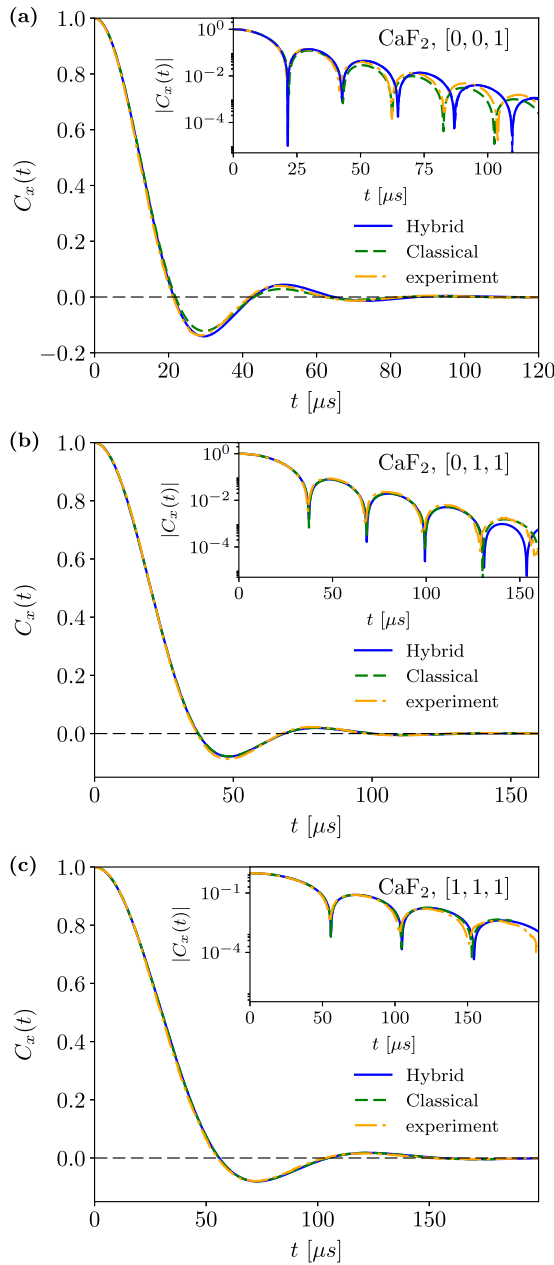 (a)
1.0
0.8
0.6
0.4
0.2
0.0
−0.2
C_x(t)
0 20 40 60 80 100 120
t [μs]
CaF₂, [0, 0, 1]
|C_x(t)|
10⁰
10⁻²
10⁻⁴
0 25 50 75 100
t [μs]
Hybrid
Classical
experiment
(b)
1.0
0.8
0.6
0.4
0.2
0.0
C_x(t)
0 50 100 150
t [μs]
CaF₂, [0, 1, 1]
|C_x(t)|
10⁰
10⁻²
10⁻⁴
0 50 100 150
t [μs]
Hybrid
Classical
experiment
(c)
1.0
0.8
0.6
0.4
0.2
0.0
C_x(t)
0 50 100 150
t [μs]
CaF₂, [1, 1, 1]
|C_x(t)|
10⁻¹
10⁻⁴
0 50 100 150
t [μs]
Hybrid
Classical
experiment